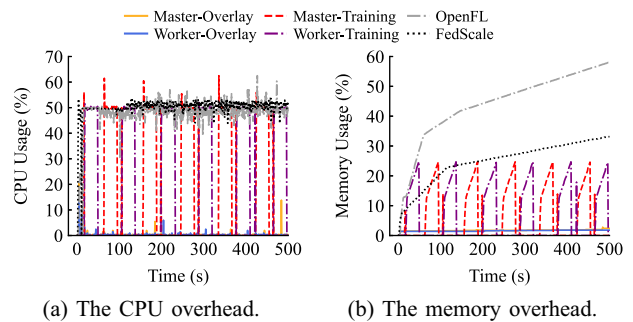 Master-Overlay Master-Training OpenFL
Worker-Overlay Worker-Training FedScale
CPU Usage (%)
70
60
50
40
30
20
10
0
0 100 200 300 400 500
Time (s)
(a) The CPU overhead.
Memory Usage (%)
60
50
40
30
20
10
0
0 100 200 300 400 500
Time (s)
(b) The memory overhead.